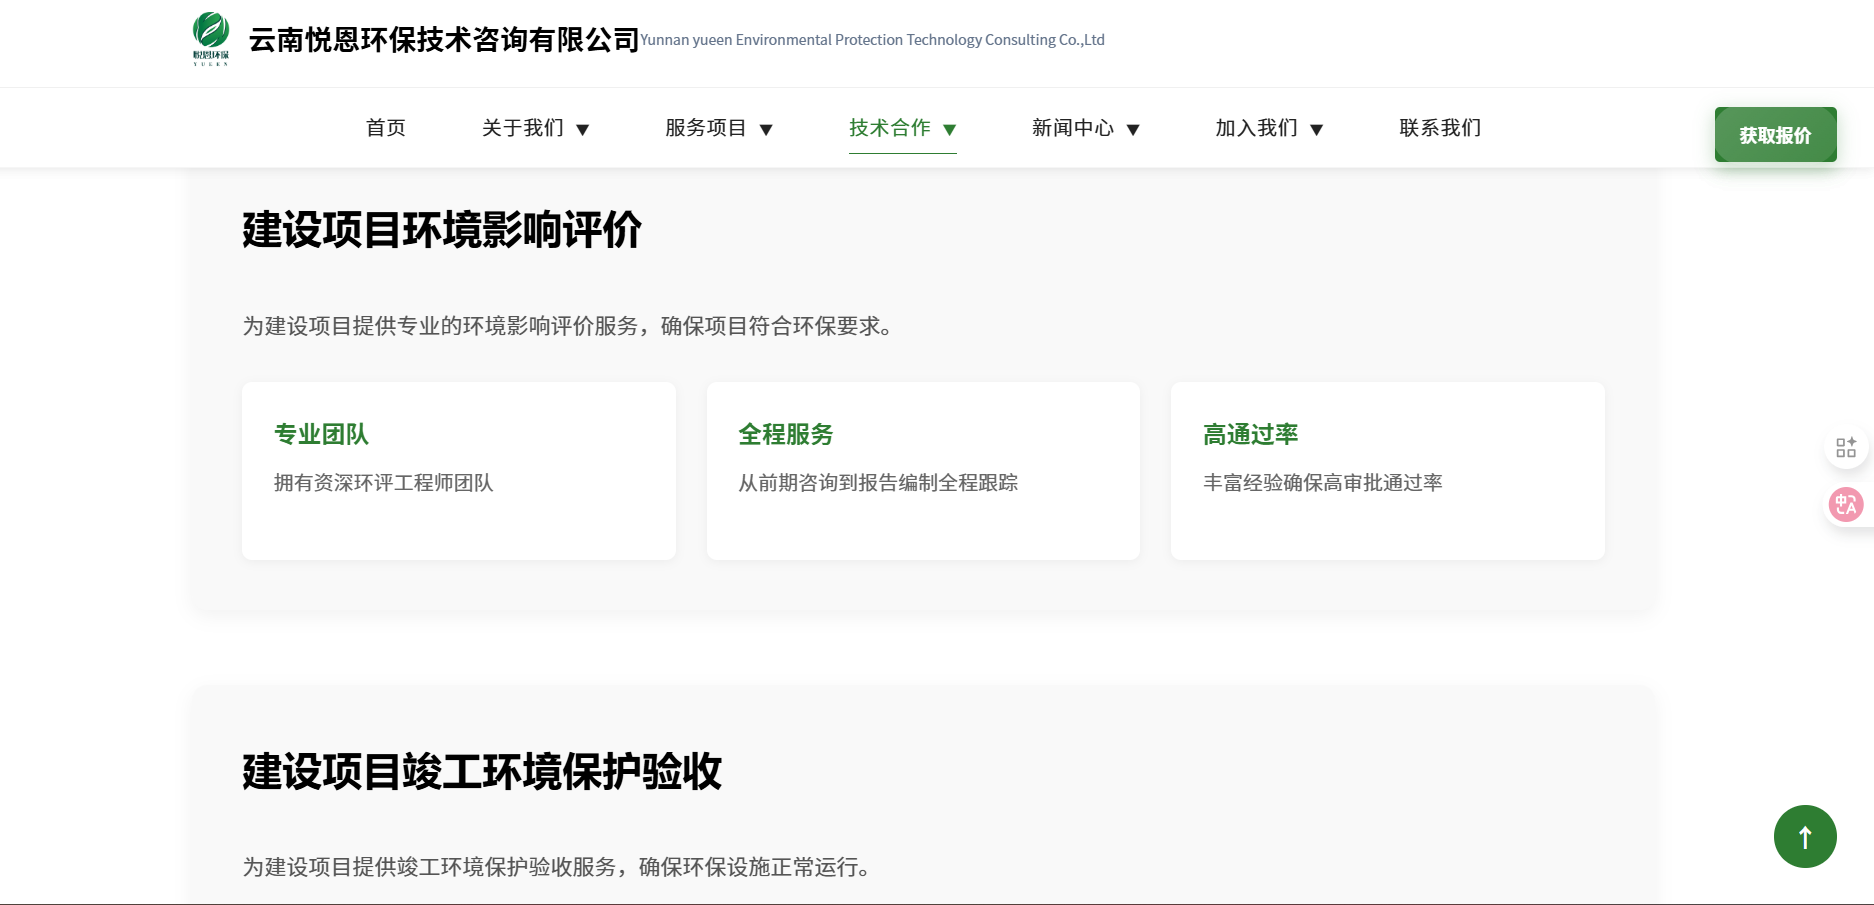 悦恩环保
YUEEN
云南悦恩环保技术咨询有限公司Yunnan yueen Environmental Protection Technology Consulting Co.,Ltd
首页 关于我们 ▼ 服务项目 ▼ 技术合作 ▼ 新闻中心 ▼ 加入我们 ▼ 联系我们
获取报价
建设项目环境影响评价
为建设项目提供专业的环境影响评价服务，确保项目符合环保要求。
专业团队
拥有资深环评工程师团队
全程服务
从前期咨询到报告编制全程跟踪
高通过率
丰富经验确保高审批通过率
中A
建设项目竣工环境保护验收
为建设项目提供竣工环境保护验收服务，确保环保设施正常运行。
↑